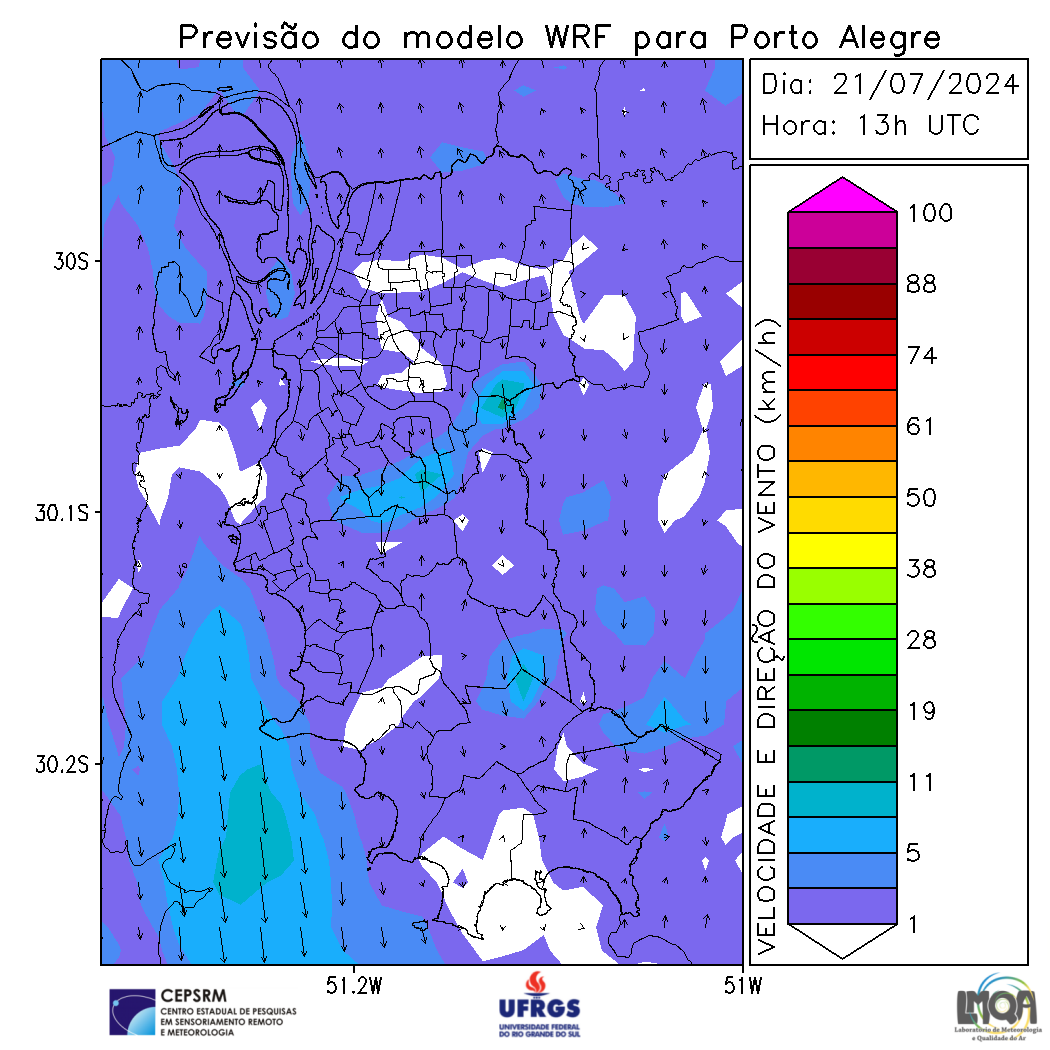 Previsão do modelo WRF para Porto Alegre
Dia: 21/07/2024
Hora: 13h UTC
30S
30.1S
30.2S
51.2W
51W
VELOCIDADE E DIREÇÃO DO VENTO (km/h)
100
88
74
61
50
38
28
19
11
5
1
CEPSRM
CENTRO ESTADUAL DE PESQUISAS
EM SENSORIAMENTO REMOTO
E METEOROLOGIA
UFRGS
UNIVERSIDADE FEDERAL
DO RIO GRANDE DO SUL
LMQA
Laboratório de Meteorologia
e Qualidade do Ar